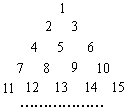 1
2 3
4 5 6
7 8 9 10
11 12 13 14 15
..................